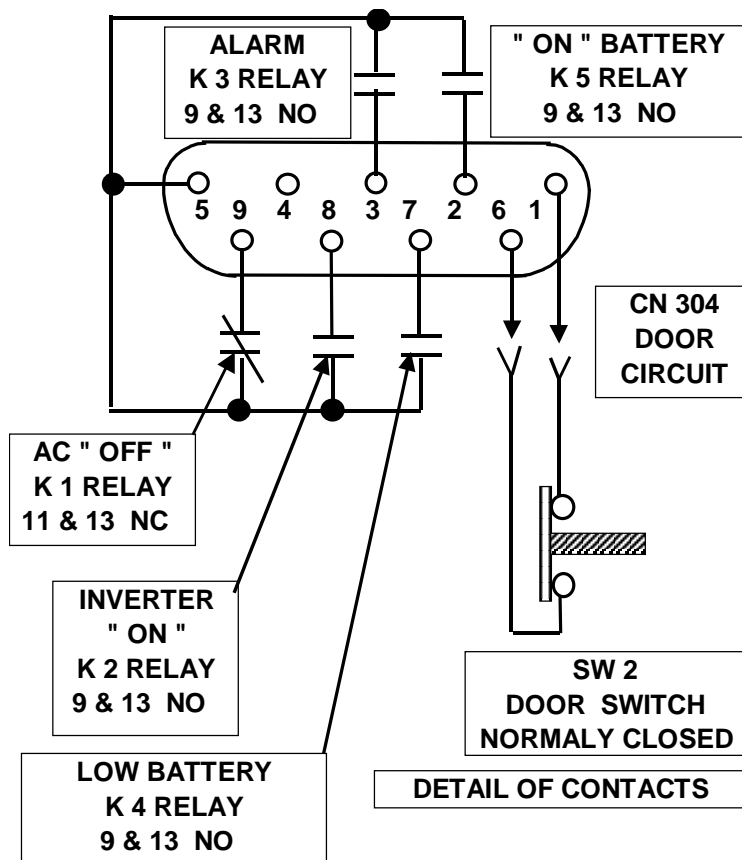 ALARM
K 3 RELAY
9 & 13 NO
" ON " BATTERY
K 5 RELAY
9 & 13 NO
5 9 4 8 3 7 2 6 1
CN 304
DOOR
CIRCUIT
AC " OFF "
K 1 RELAY
11 & 13 NC
INVERTER
" ON "
K 2 RELAY
9 & 13 NO
SW 2
DOOR SWITCH
NORMALY CLOSED
LOW BATTERY
K 4 RELAY
9 & 13 NO
DETAIL OF CONTACTS